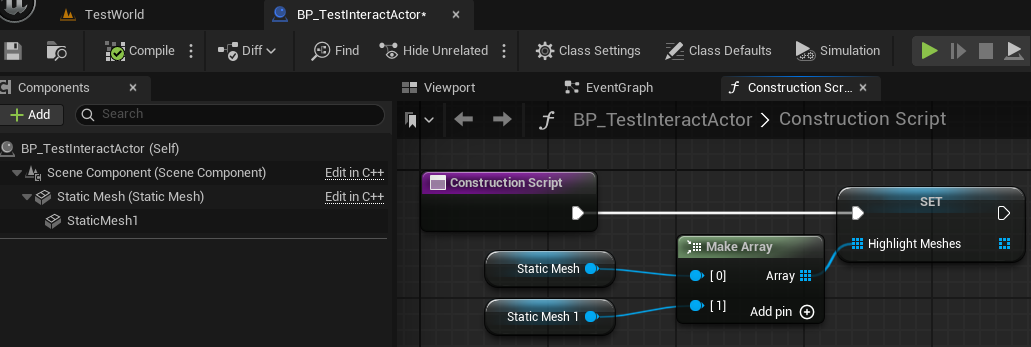 TestWorld BP_TestInteractActor*
Compile Diff Find Hide Unrelated Class Settings Class Defaults Simulation
Components Viewport EventGraph Construction Scr...
Add Search BP_TestInteractActor > Construction Script
BP_TestInteractActor (Self)
Scene Component (Scene Component) Edit in C++
Static Mesh (Static Mesh) Edit in C++
StaticMesh1
Construction Script
SET
Highlight Meshes
Make Array
Static Mesh [ 0] Array
Static Mesh 1 [ 1] Add pin